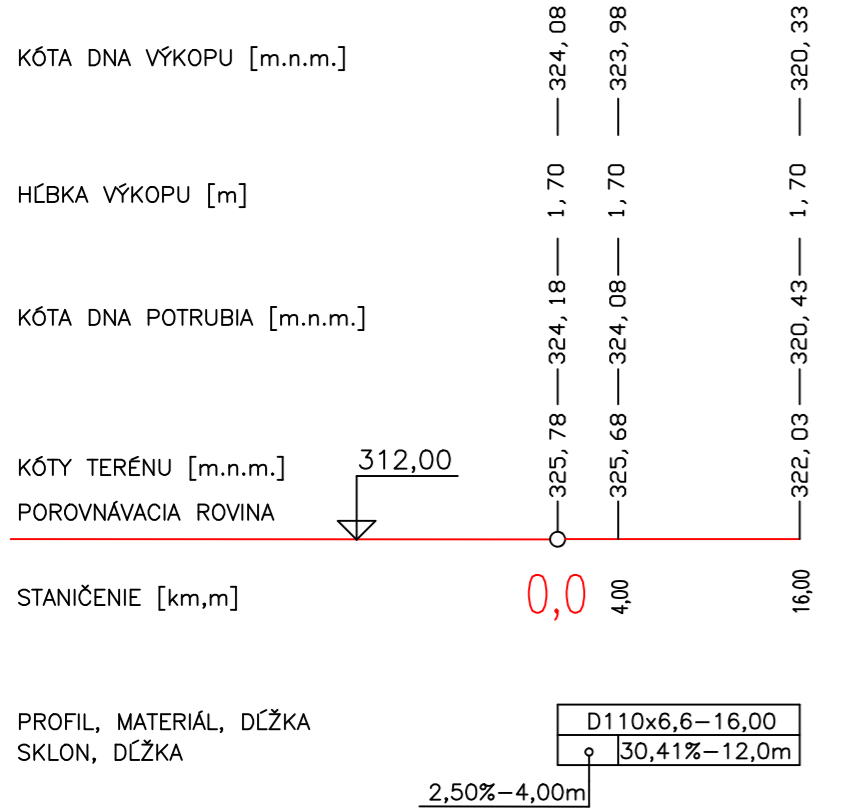 KÓTA DNA VÝKOPU [m.n.m.] 324,08 323,98 320,33
HĹBKA VÝKOPU [m] 1,70 1,70 1,70
KÓTA DNA POTRUBIA [m.n.m.] 324,18 324,08 320,43
KÓTY TERÉNU [m.n.m.] 312,00 325,78 325,68 322,03
POROVNÁVACIA ROVINA
STANIČENIE [km,m] 0,0 4,00 16,00
PROFIL, MATERIÁL, DĹŽKA D110x6,6–16,00
SKLON, DĹŽKA 30,41%–12,0m
2,50%–4,00m